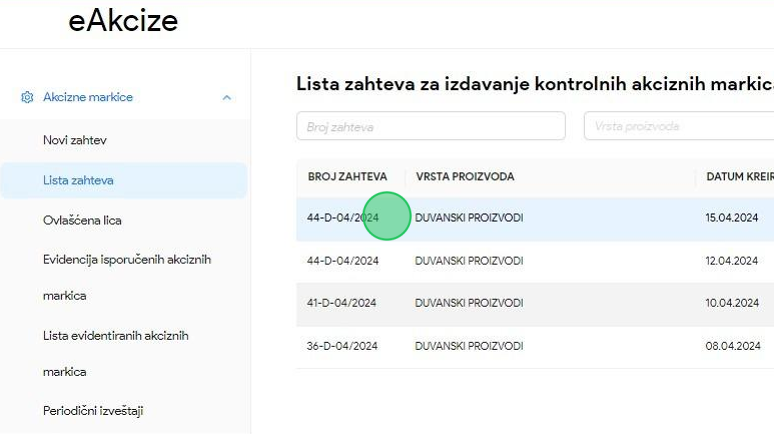 eAkcize
Akcizne markice
Novi zahtev
Lista zahteva
Ovlašćena lica
Evidencija isporučenih akciznih
markica
Lista evidentiranih akciznih
markica
Periodični izveštaji
Lista zahteva za izdavanje kontrolnih akciznih markic
Broj zahteva Vrsta proizvoda
BROJ ZAHTEVA VRSTA PROIZVODA DATUM KREIR
44-D-04/2024 DUVANSKI PROIZVODI 15.04.2024
44-D-04/2024 DUVANSKI PROIZVODI 12.04.2024
41-D-04/2024 DUVANSKI PROIZVODI 10.04.2024
36-D-04/2024 DUVANSKI PROIZVODI 08.04.2024